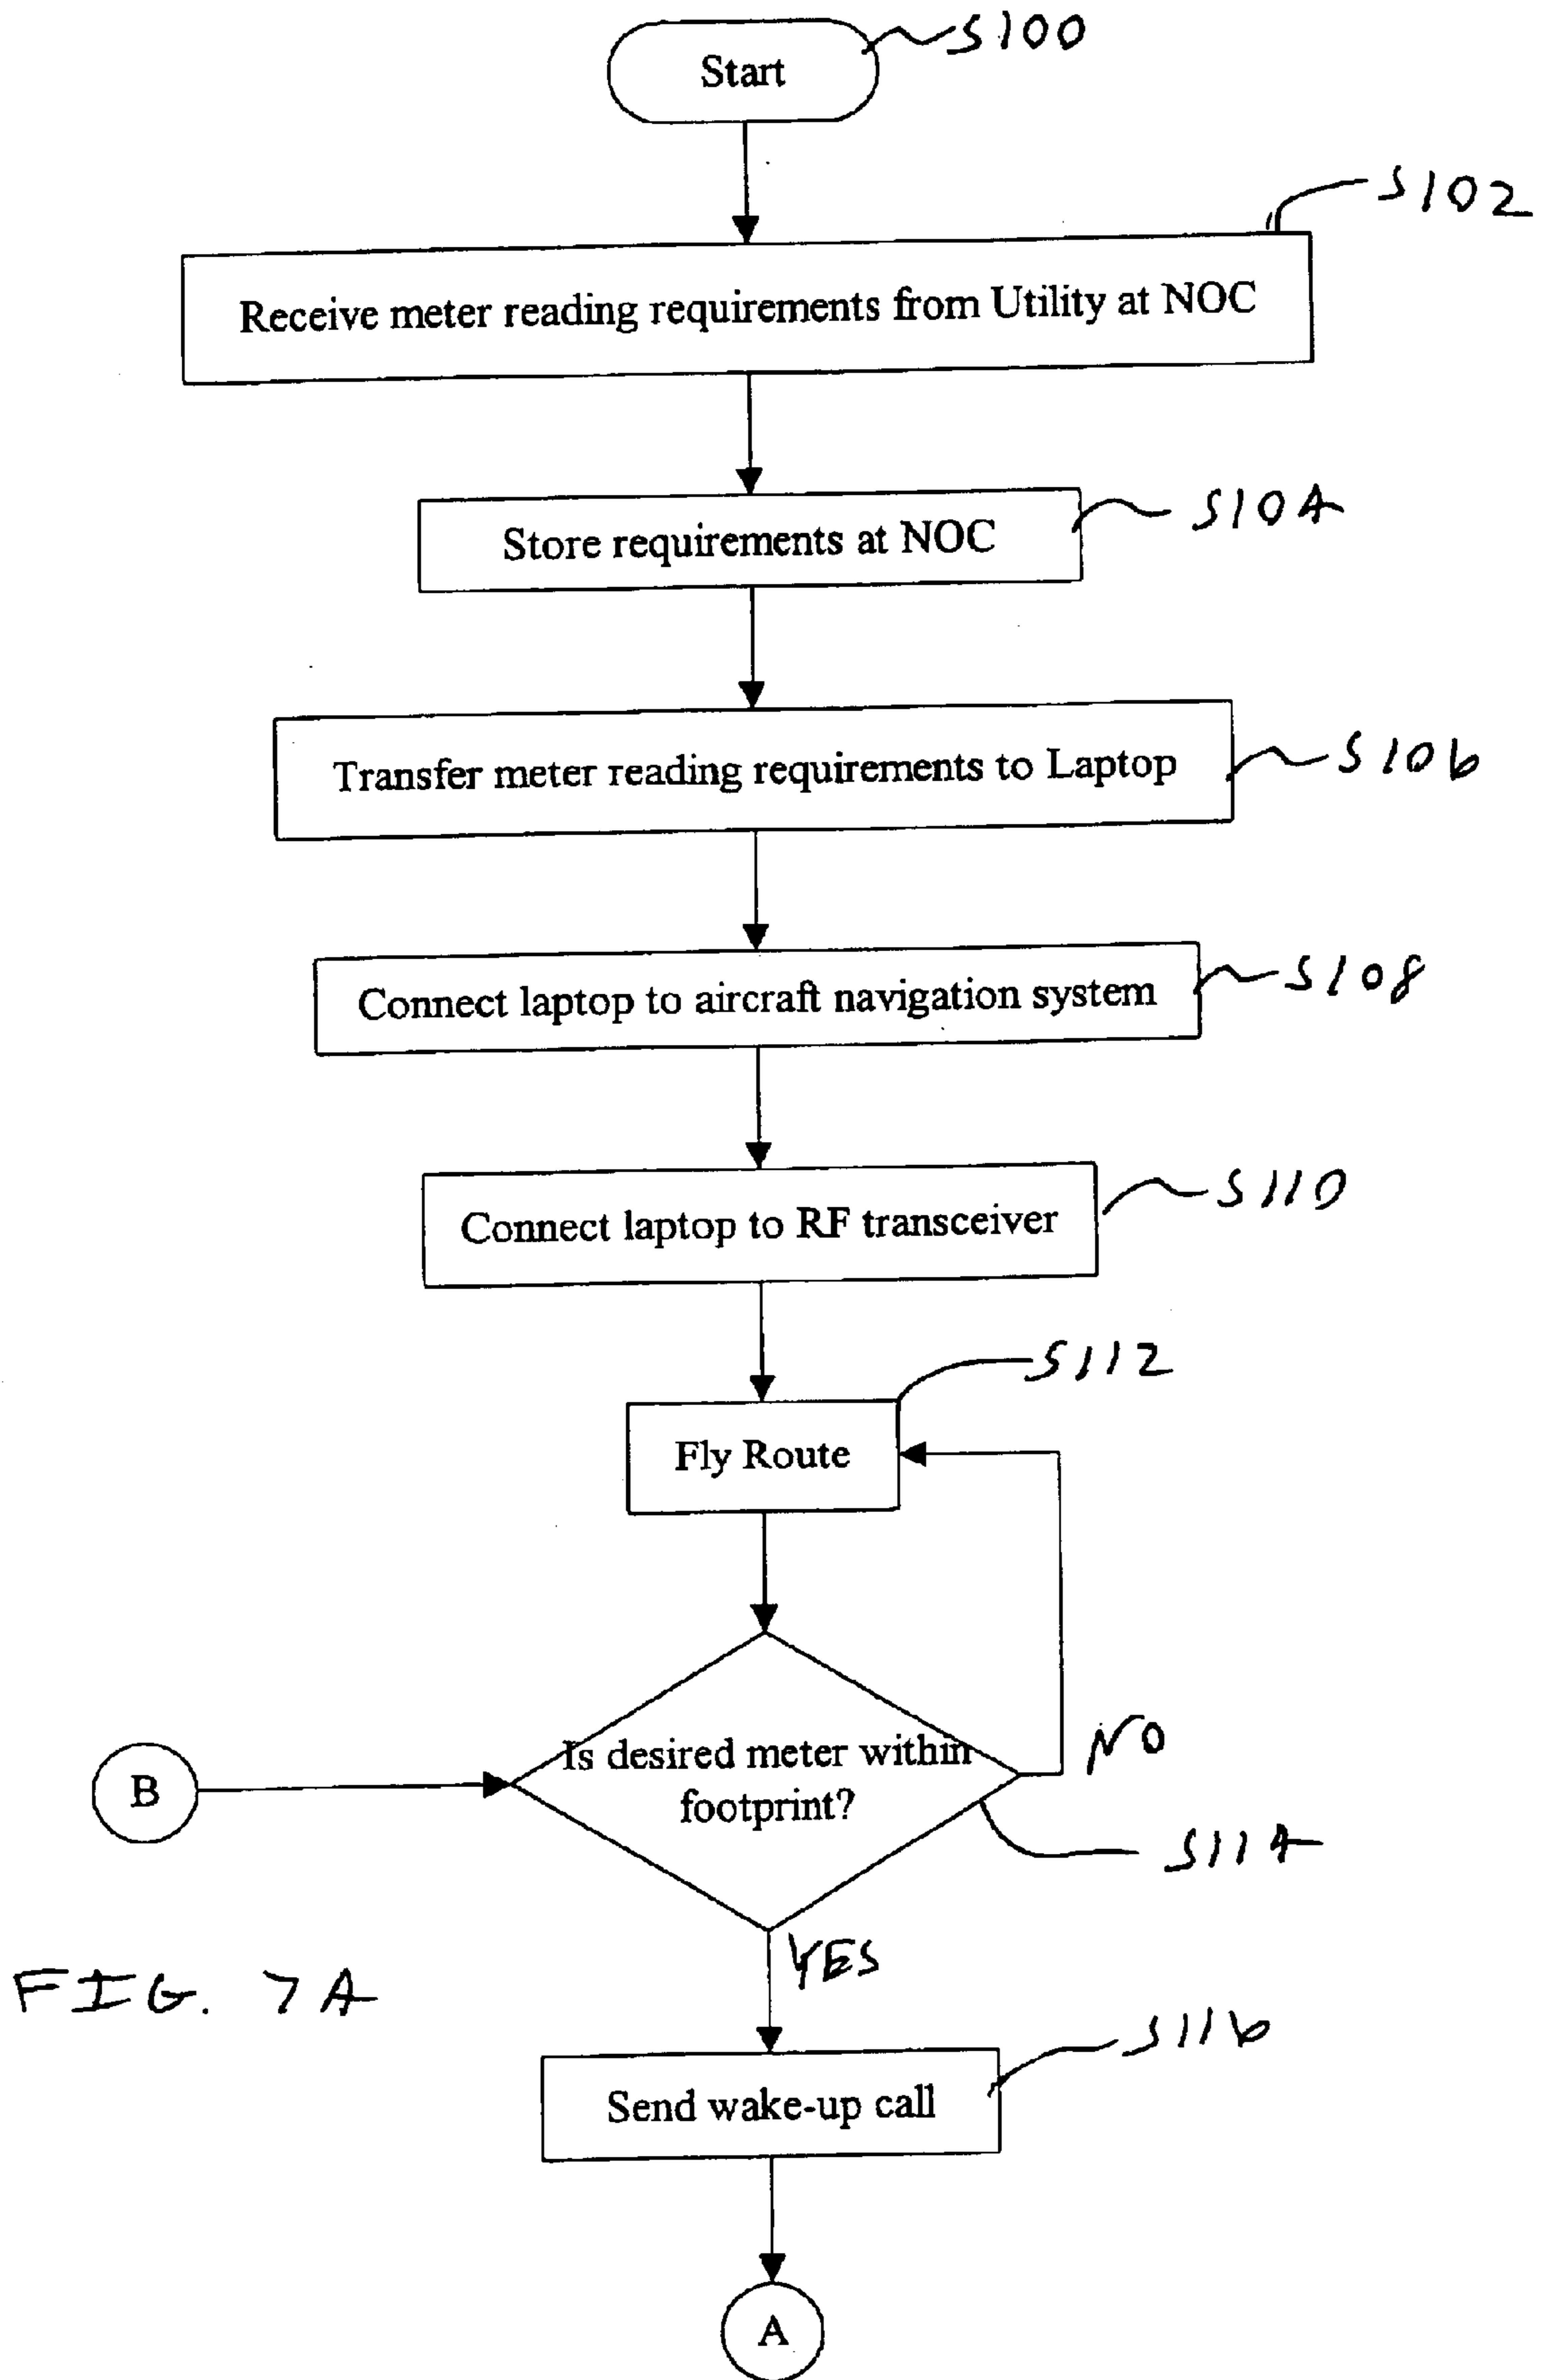 Start
S100
S102
Receive meter reading requirements from Utility at NOC
Store requirements at NOC
S104
Transfer meter reading requirements to Laptop
S106
Connect laptop to aircraft navigation system
S108
Connect laptop to RF transceiver
S110
S112
Fly Route
Is desired meter within
footprint?
NO
B
S114
YES
FIG. 7A
S116
Send wake-up call
A